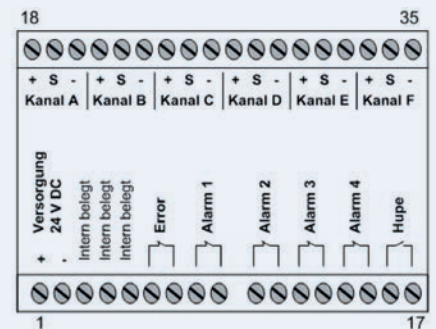 18 35
+ S - + S - + S - + S - + S - + S -
Kanal A Kanal B Kanal C Kanal D Kanal E Kanal F
+ Versorgung
- 24 V DC
Intern belegt
Intern belegt
Intern belegt
Error
Alarm 1
Alarm 2
Alarm 3
Alarm 4
Hupe
1 17